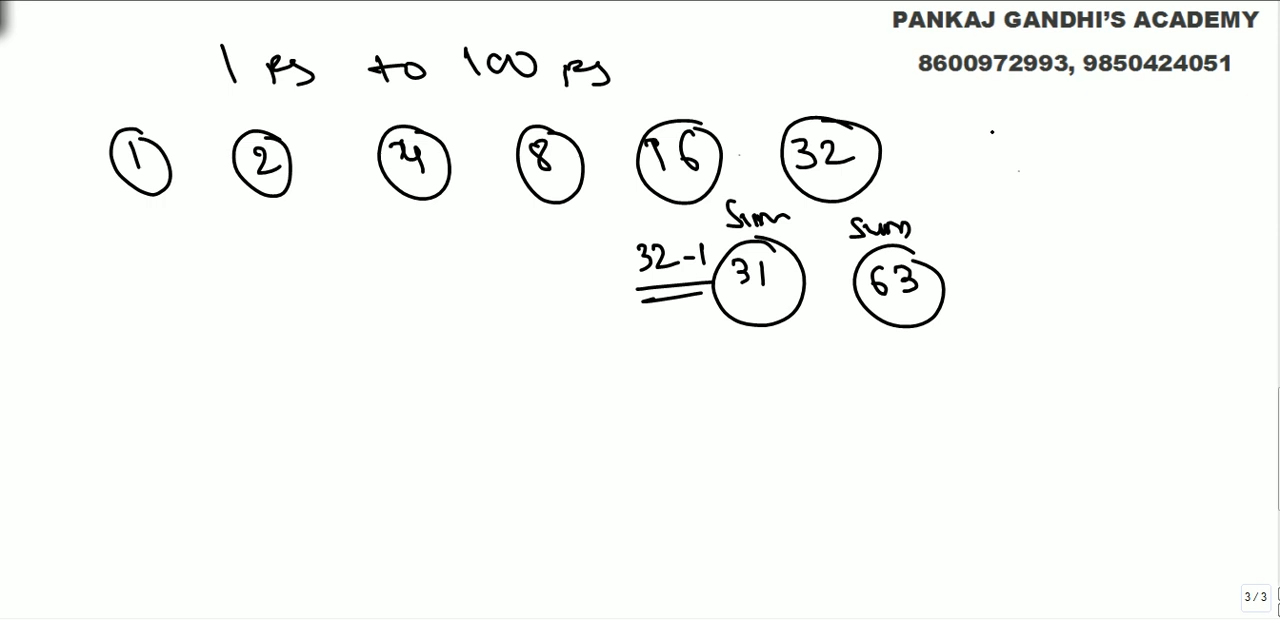 PANKAJ GANDHI'S ACADEMY
8600972993, 9850424051
1 Rs to 100 Rs
1 2 4 8 16 32
Sum Sum
32-1 31 63
3 / 3